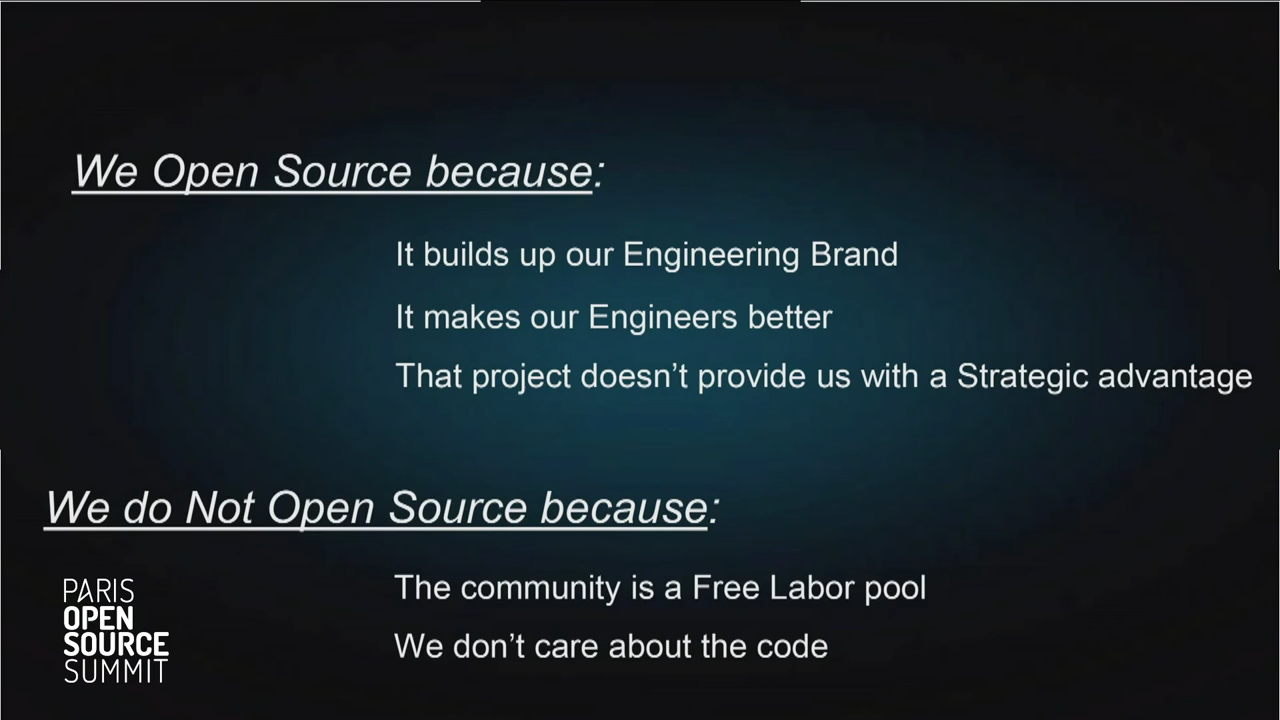 We Open Source because:
It builds up our Engineering Brand
It makes our Engineers better
That project doesn’t provide us with a Strategic advantage
We do Not Open Source because:
The community is a Free Labor pool
We don’t care about the code
PARIS
OPEN
SOURCE
SUMMIT